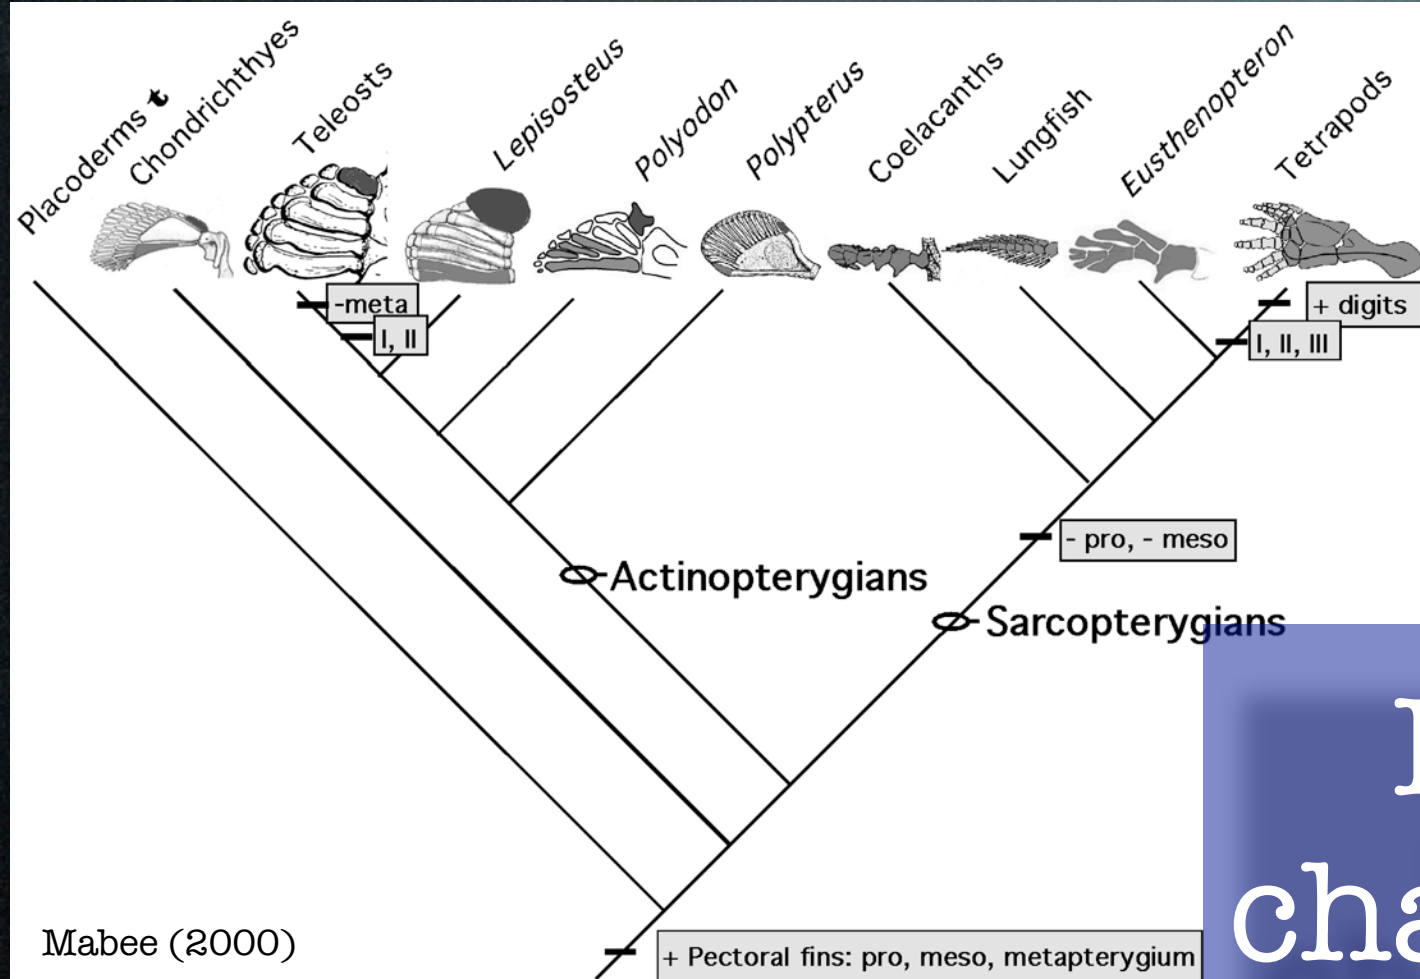 Placoderms
Chondrichthyes
Teleosts
Lepisosteus
Polyodon
Polypterus
Coelacanths
Lungfish
Eusthenopteron
Tetrapods
-meta
+ digits
I, II
I, II, III
- pro, - meso
Actinopterygians
Sarcopterygians
Mabee (2000)
+ Pectoral fins: pro, meso, metapterygium